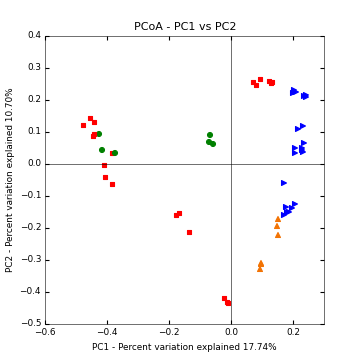 PCoA - PC1 vs PC2
0.4
0.3
0.2
0.1
0.0
−0.1
−0.2
−0.3
−0.4
−0.5
−0.6 −0.4 −0.2 0.0 0.2
PC2 - Percent variation explained 10.70%
PC1 - Percent variation explained 17.74%